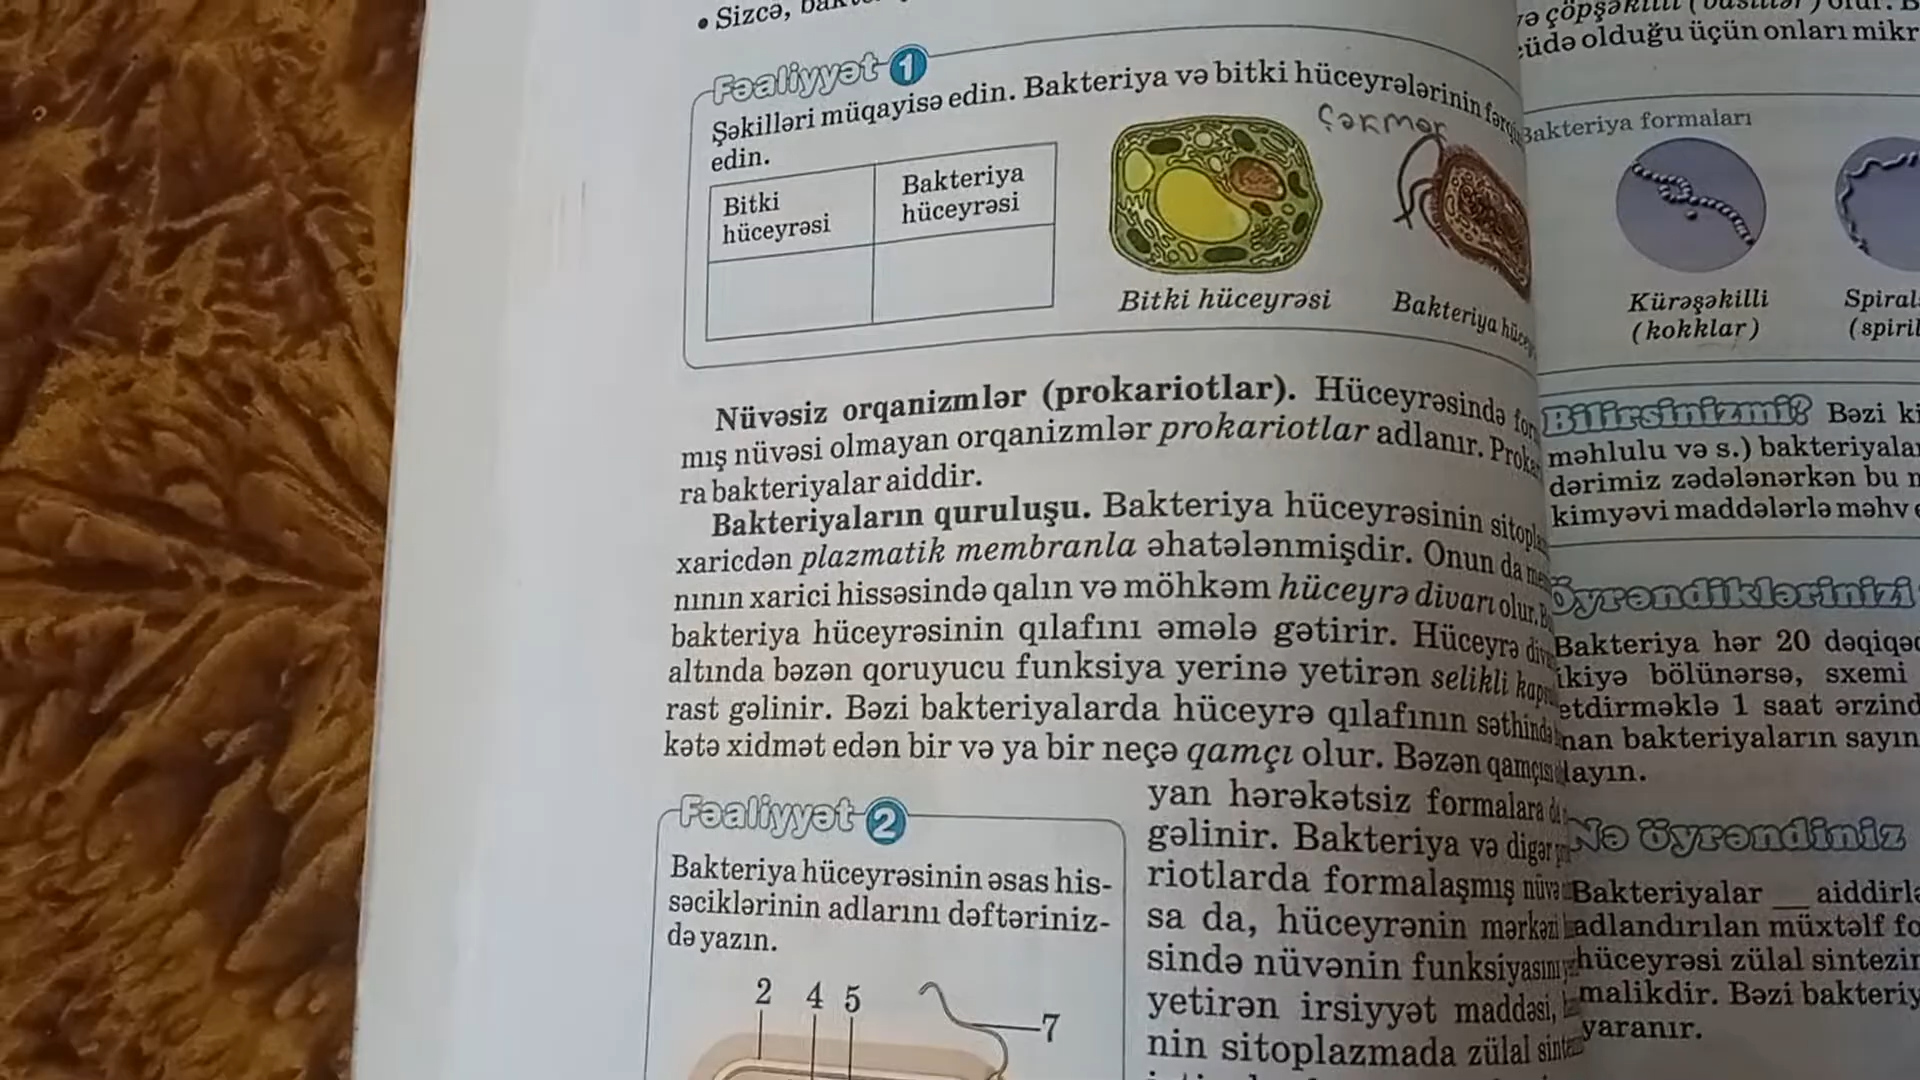 • Sizcə,
Fəaliyyət 1
Şəkilləri müqayisə edin. Bakteriya və bitki hüceyrələrinin
edin.
Bitki
hüceyrəsi
Bakteriya
hüceyrəsi
Çəkmək
Bitki hüceyrəsi
Bakteriya
Nüvəsiz orqanizmlər (prokariotlar). Hüceyrəsində
mış nüvəsi olmayan orqanizmlər prokariotlar adlanır.
ra bakteriyalar aiddir.
Bakteriyaların quruluşu. Bakteriya hüceyrəsinin
xaricdən plazmatik membranla əhatələnmişdir. Onun da
nının xarici hissəsində qalın və möhkəm hüceyrə divarı olur.
bakteriya hüceyrəsinin qılafını əmələ gətirir. Hüceyrə
altında bəzən qoruyucu funksiya yerinə yetirən selikli
rast gəlinir. Bəzi bakteriyalarda hüceyrə qılafının səthində
kətə xidmət edən bir və ya bir neçə qamçı olur. Bəzən
Fəaliyyət 2
Bakteriya hüceyrəsinin əsas his-
səciklərinin adlarını dəftəriniz-
də yazın.
2 4 5
7
yan hərəkətsiz formalara
gəlinir. Bakteriya və digər
riotlarda formalaşmış
sa da, hüceyrənin mərkəzi
sində nüvənin funksiyasını
yetirən irsiyyət maddəsi,
nin sitoplazmada zülal
və çöpşəkilli
olduğu üçün onları
Bakteriya formaları
Kürəşəkilli
(kokklar)
Bilirsinizmi? Bəzi
məhlulu və s.)
dərimiz zədələnərkən bu
kimyəvi maddələrlə
Öyrəndiklərinizi
Bakteriya hər 20
ikiyə bölünərsə, sxemi
etdirməklə 1 saat
nan bakteriyaların
layın.
Nə öyrəndiniz
Bakteriyalar __
adlandırılan müxtəlf
hüceyrəsi zülal
malikdir. Bəzi
yaranır.